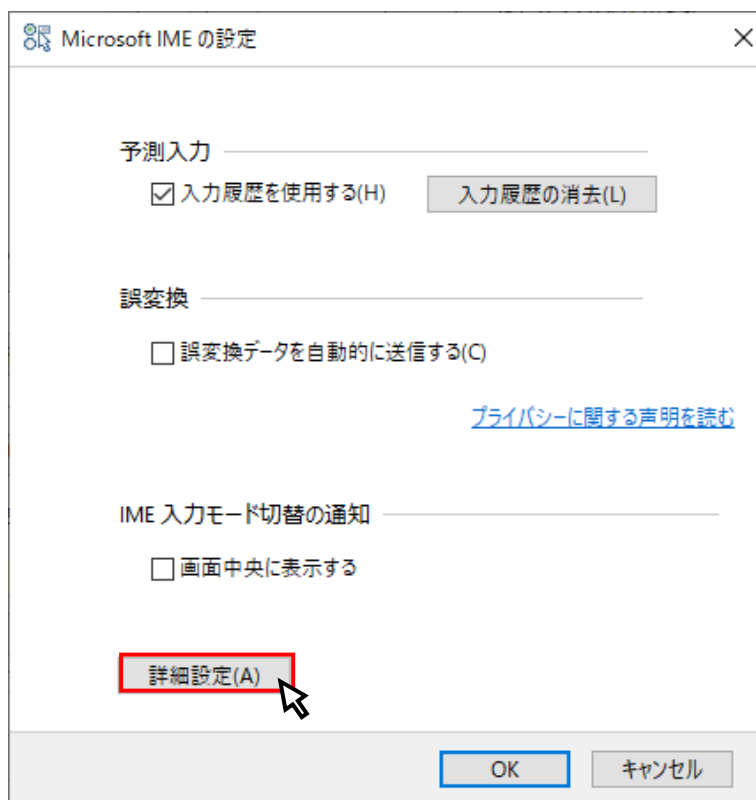 Microsoft IME の設定
予測入力
入力履歴を使用する(H) 入力履歴の消去(L)
誤変換
誤変換データを自動的に送信する(C)
プライバシーに関する声明を読む
IME 入力モード切替の通知
画面中央に表示する
詳細設定(A)
OK キャンセル